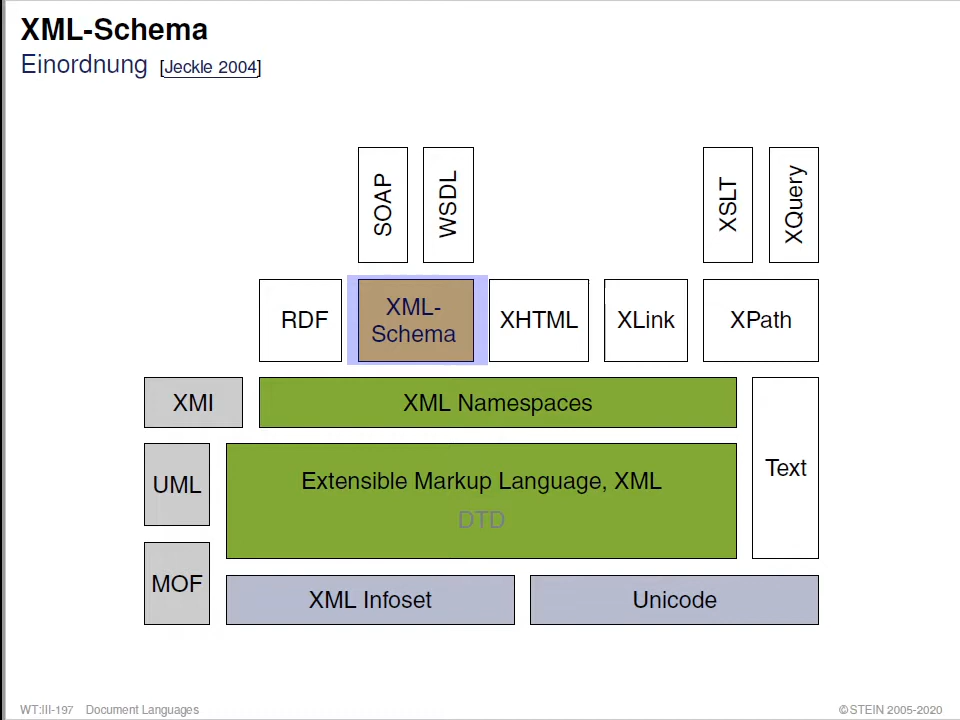 XML-Schema
Einordnung [Jeckle 2004]
SOAP
WSDL
XSLT
XQuery
RDF
XML-
Schema
XHTML
XLink
XPath
XMI
XML Namespaces
Text
UML
Extensible Markup Language, XML
DTD
MOF
XML Infoset
Unicode
WT:III-197 Document Languages
©STEIN 2005-2020